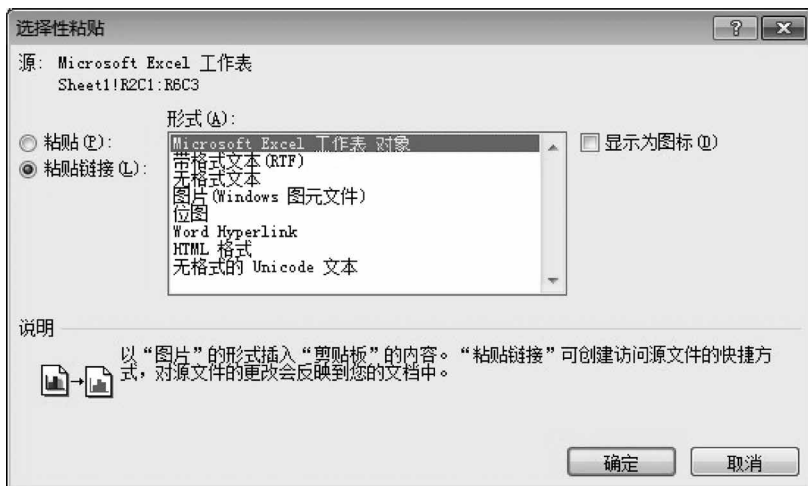 选择性粘贴
源: Microsoft Excel 工作表
Sheet1!R2C1:R6C3
形式(A):
粘贴(P):
粘贴链接(L):
Microsoft Excel 工作表 对象
带格式文本(RTF)
无格式文本
图片(Windows 图元文件)
位图
Word Hyperlink
HTML 格式
无格式的 Unicode 文本
显示为图标(D)
说明
以“图片”的形式插入“剪贴板”的内容。“粘贴链接”可创建访问源文件的快捷方
式，对源文件的更改会反映到您的文档中。
确定
取消